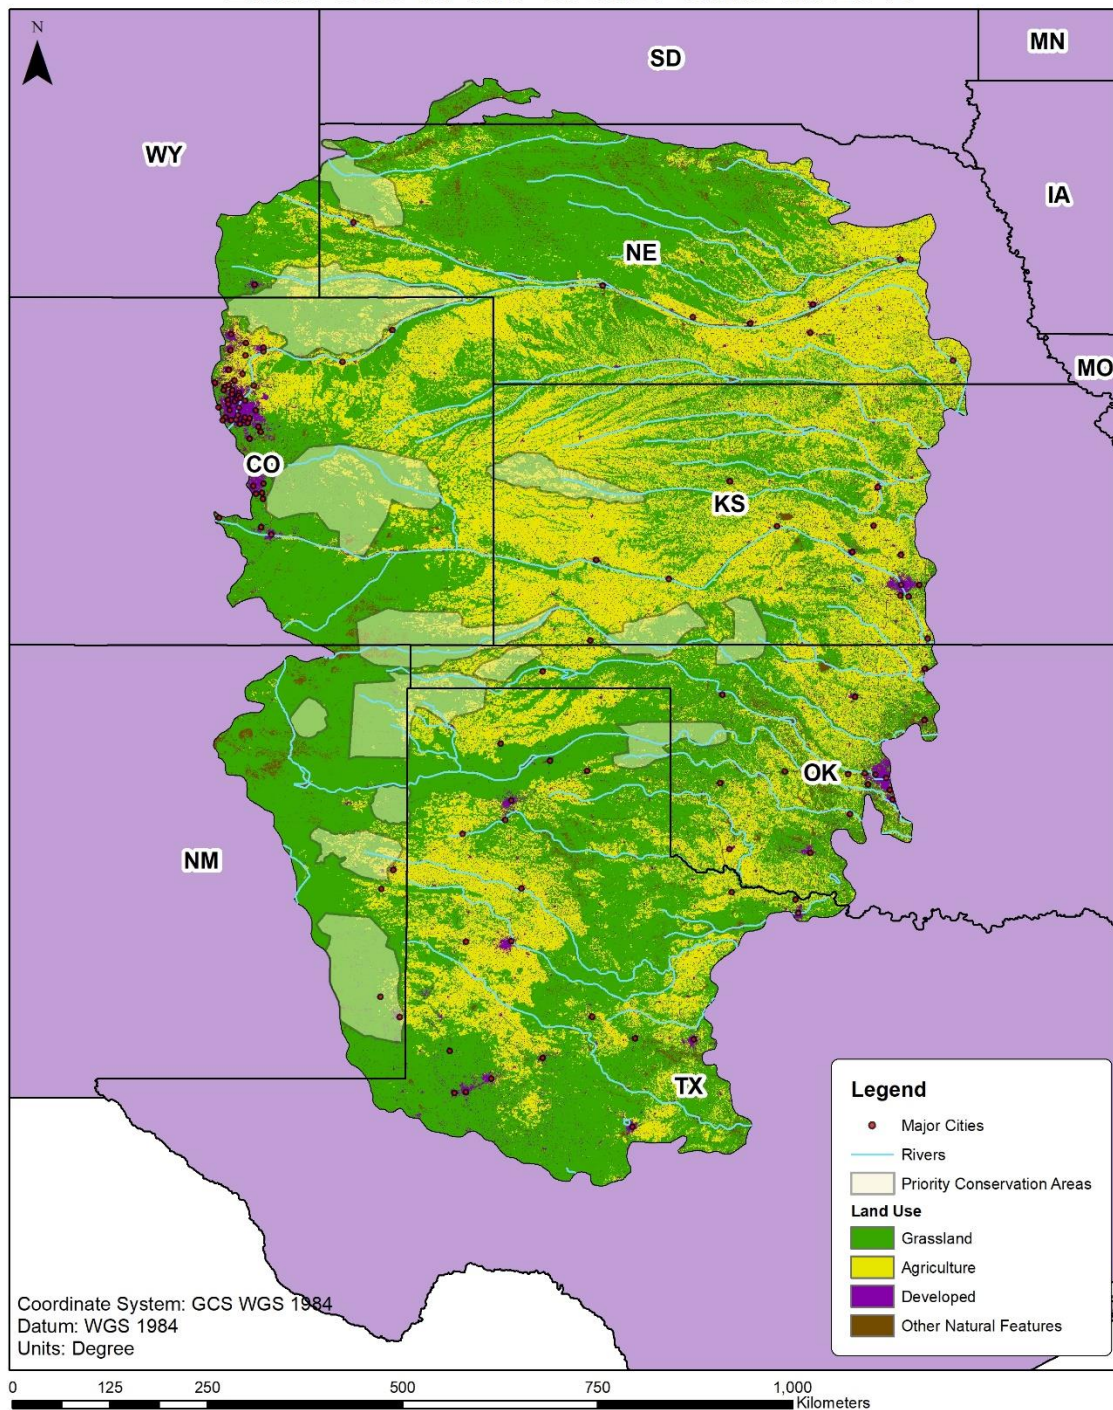 N
SD
MN
WY
IA
NE
MO
CO
KS
OK
NM
TX
Legend
Major Cities
Rivers
Priority Conservation Areas
Land Use
Grassland
Agriculture
Developed
Other Natural Features
Coordinate System: GCS WGS 1984
Datum: WGS 1984
Units: Degree
0 125 250 500 750 1,000
Kilometers